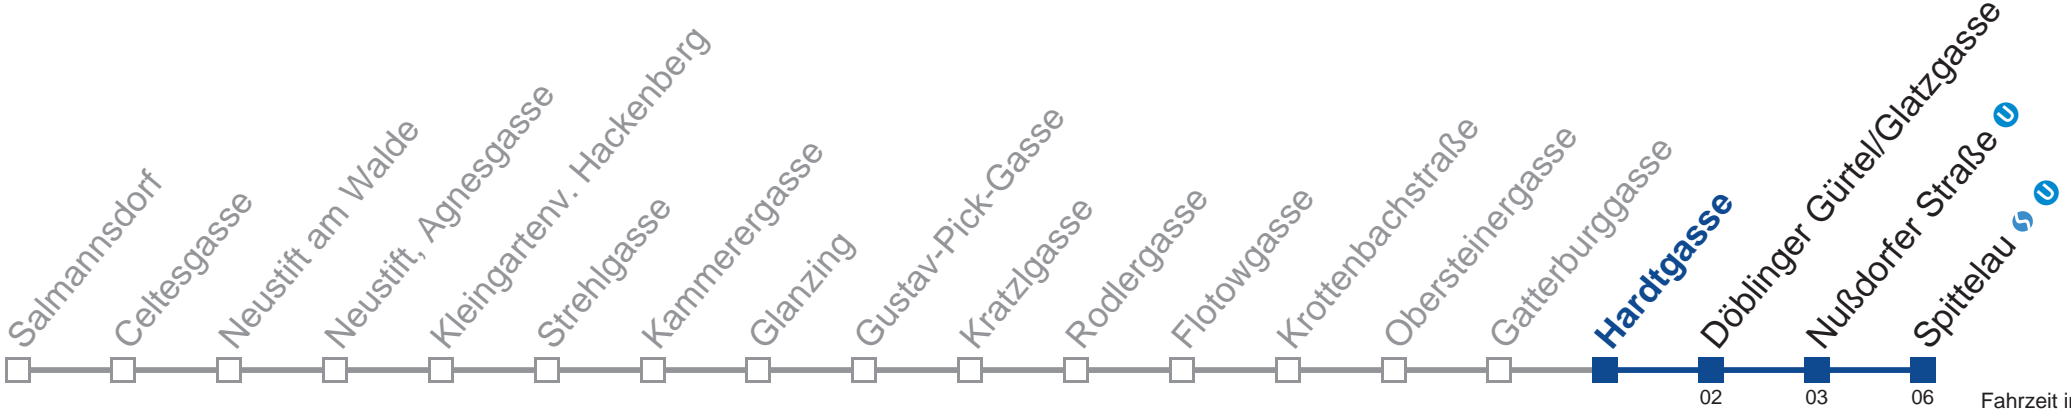 Salmannsdorf
Celtesgasse
Neustift am Walde
Neustift, Agnesgasse
Kleingartenv. Hackenberg
Strehlgasse
Kammerergasse
Glanzing
Gustav-Pick-Gasse
Kratzlgasse
Rodlergasse
Flotowgasse
Krottenbachstraße
Obersteinergasse
Gatterburggasse
Hardtgasse
Döblinger Gürtel/Glatzgasse
Nußdorfer Straße U
Spittelau S U
02 03 06 Fahrzeit i